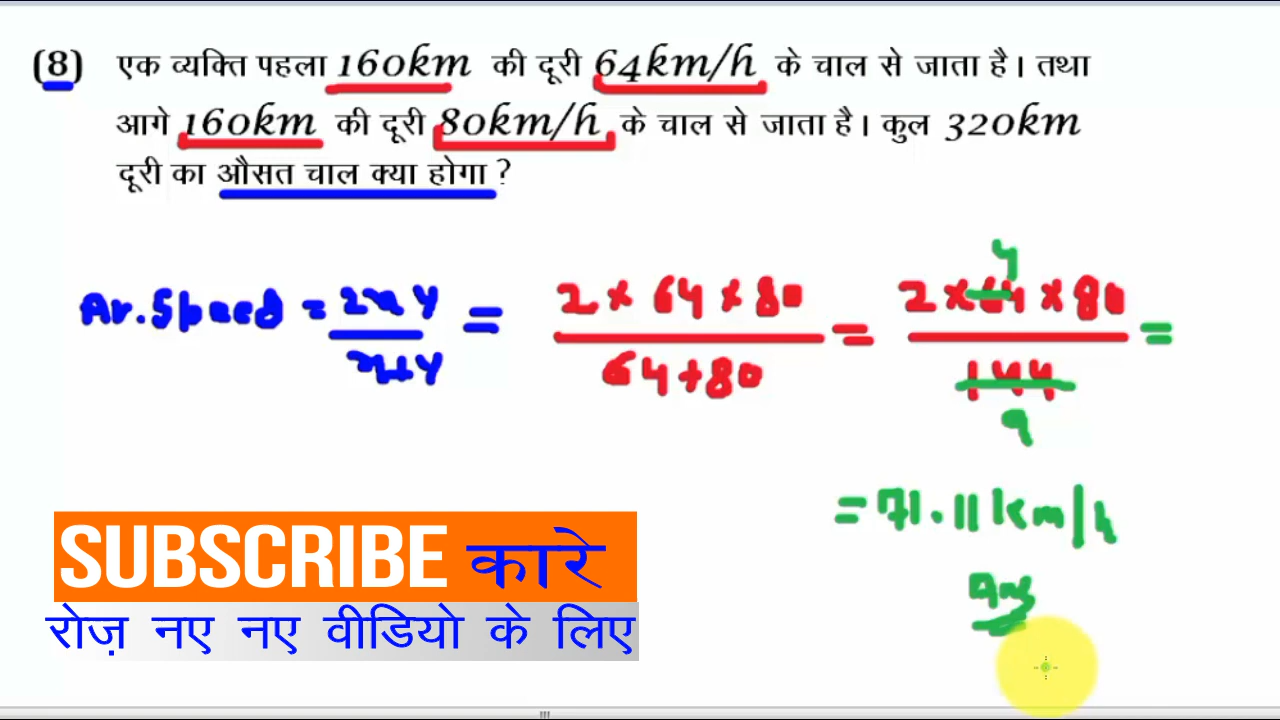 (8) एक व्यक्ति पहला 160km की दूरी 64km/h के चाल से जाता है। तथा
आगे 160km की दूरी 80km/h के चाल से जाता है। कुल 320km
दूरी का औसत चाल क्या होगा ?
Av. Speed = 2xy / x+y = 2 × 64 × 80 / 64+80 = 2 × 64 × 80 / 144 =
4
9
= 71.11 km/h
Ans
SUBSCRIBE कारे
रोज़ नए नए वीडियो के लिए